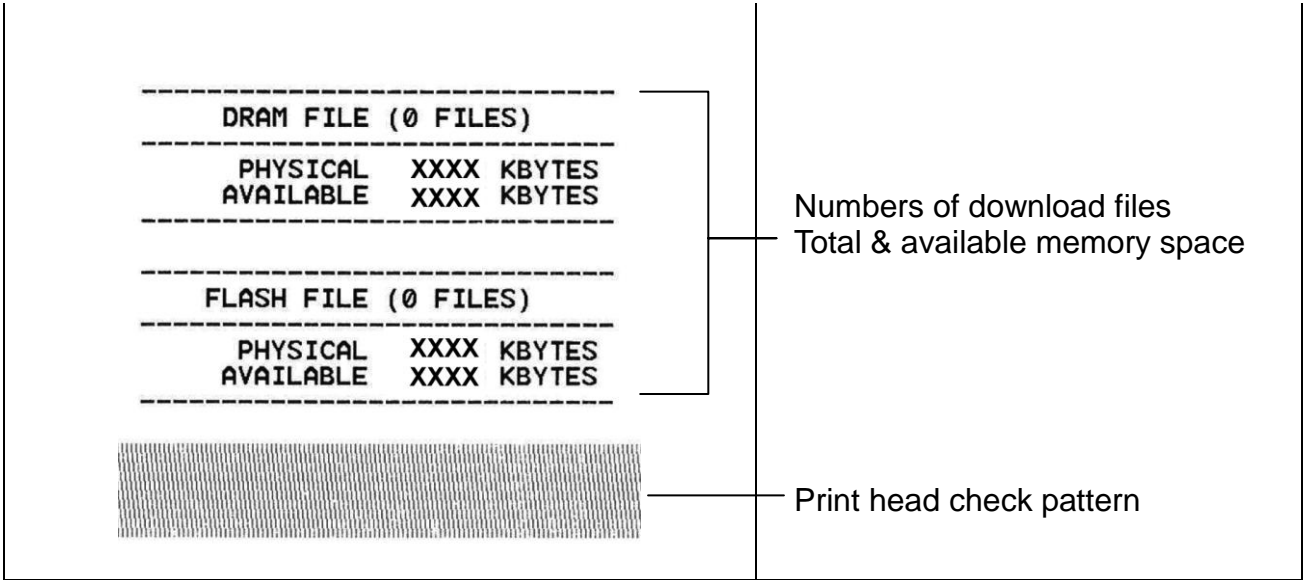 DRAM FILE (0 FILES)
PHYSICAL XXXX KBYTES
AVAILABLE XXXX KBYTES
FLASH FILE (0 FILES)
PHYSICAL XXXX KBYTES
AVAILABLE XXXX KBYTES
Numbers of download files
Total & available memory space
Print head check pattern